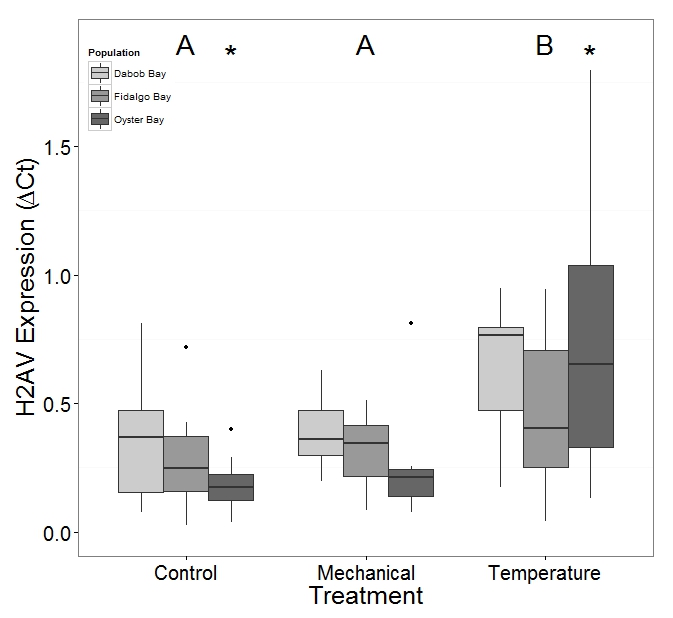 A * A B *
Population
Dabob Bay
Fidalgo Bay
Oyster Bay
1.5
1.0
0.5
0.0
H2AV Expression (ΔCt)
Control Mechanical Temperature
Treatment